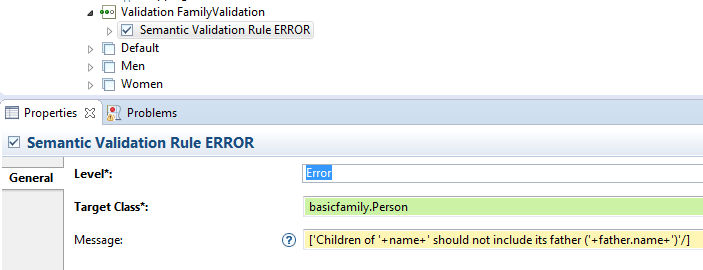 Validation FamilyValidation
Semantic Validation Rule ERROR
Default
Men
Women
Properties
Problems
Semantic Validation Rule ERROR
General
Level*:
Error
Target Class*:
basicfamily.Person
Message:
?
['Children of '+name+' should not include its father ('+father.name+')'/]